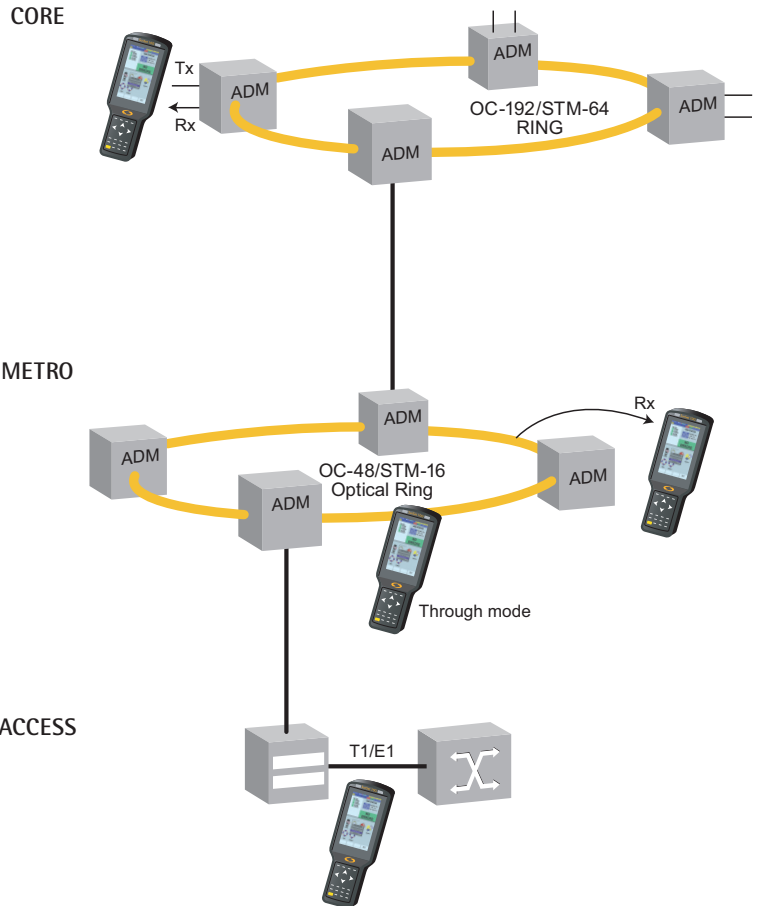 CORE
Tx
Rx
ADM
ADM
ADM
ADM
OC-192/STM-64
RING
METRO
ADM
ADM
ADM
ADM
Rx
OC-48/STM-16
Optical Ring
Through mode
ACCESS
T1/E1